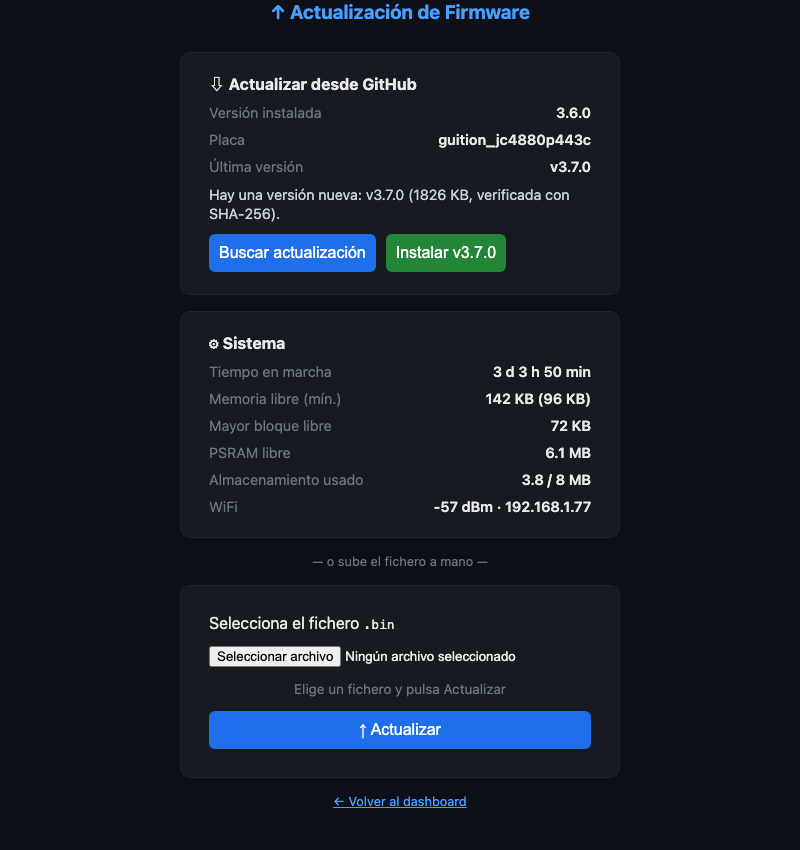 ↑ Actualización de Firmware
⇩ Actualizar desde GitHub
Versión instalada 3.6.0
Placa guition_jc4880p443c
Última versión v3.7.0
Hay una versión nueva: v3.7.0 (1826 KB, verificada con
SHA-256).
Buscar actualización Instalar v3.7.0
⚙ Sistema
Tiempo en marcha 3 d 3 h 50 min
Memoria libre (mín.) 142 KB (96 KB)
Mayor bloque libre 72 KB
PSRAM libre 6.1 MB
Almacenamiento usado 3.8 / 8 MB
WiFi -57 dBm · 192.168.1.77
— o sube el fichero a mano —
Selecciona el fichero .bin
Seleccionar archivo Ningún archivo seleccionado
Elige un fichero y pulsa Actualizar
↑ Actualizar
← Volver al dashboard